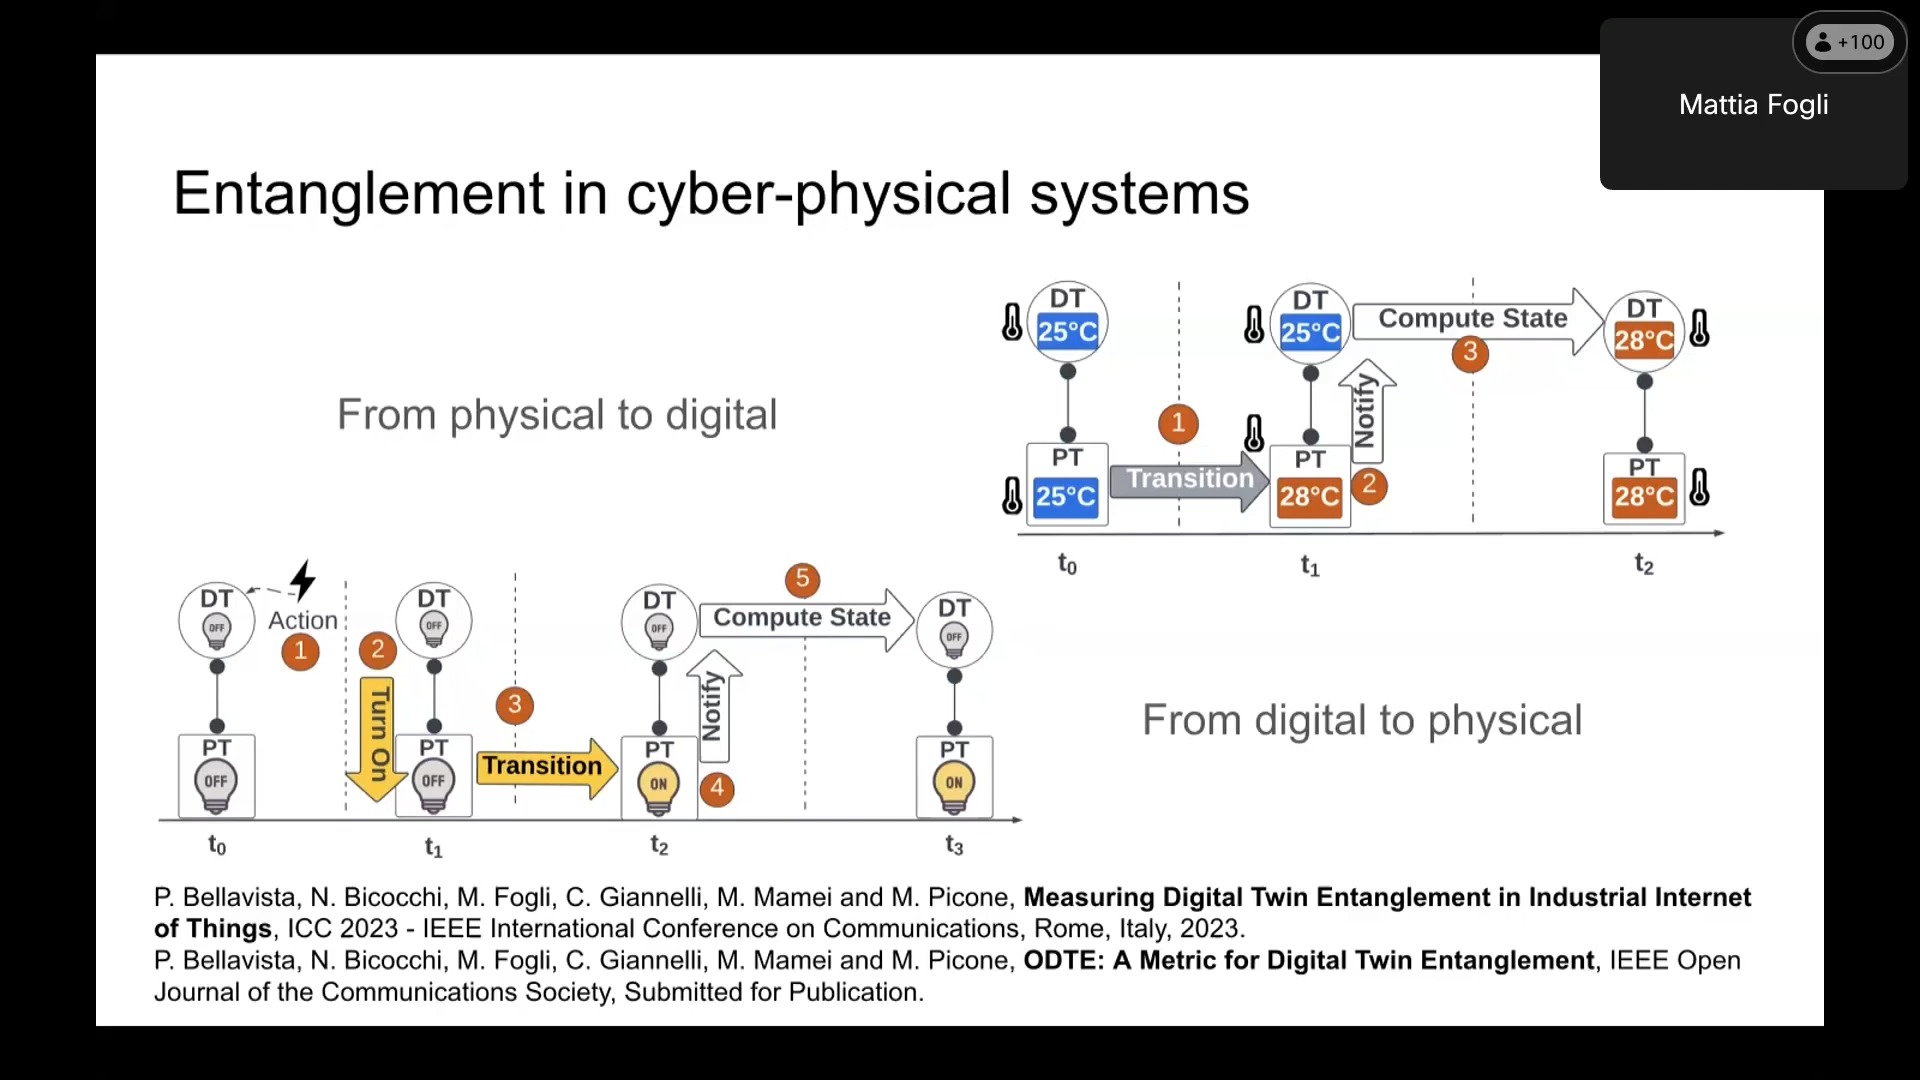 +100
Mattia Fogli
Entanglement in cyber-physical systems
From physical to digital
DT
25°C
PT
25°C
1
Transition
DT
25°C
PT
28°C
Notify
2
Compute State
3
DT
28°C
PT
28°C
t0
t1
t2
DT
OFF
PT
OFF
Action
1
2
Turn On
DT
OFF
PT
OFF
3
Transition
DT
OFF
PT
ON
Notify
4
5
Compute State
DT
OFF
PT
ON
t0
t1
t2
t3
From digital to physical
P. Bellavista, N. Bicocchi, M. Fogli, C. Giannelli, M. Mamei and M. Picone, Measuring Digital Twin Entanglement in Industrial Internet
of Things, ICC 2023 - IEEE International Conference on Communications, Rome, Italy, 2023.
P. Bellavista, N. Bicocchi, M. Fogli, C. Giannelli, M. Mamei and M. Picone, ODTE: A Metric for Digital Twin Entanglement, IEEE Open
Journal of the Communications Society, Submitted for Publication.